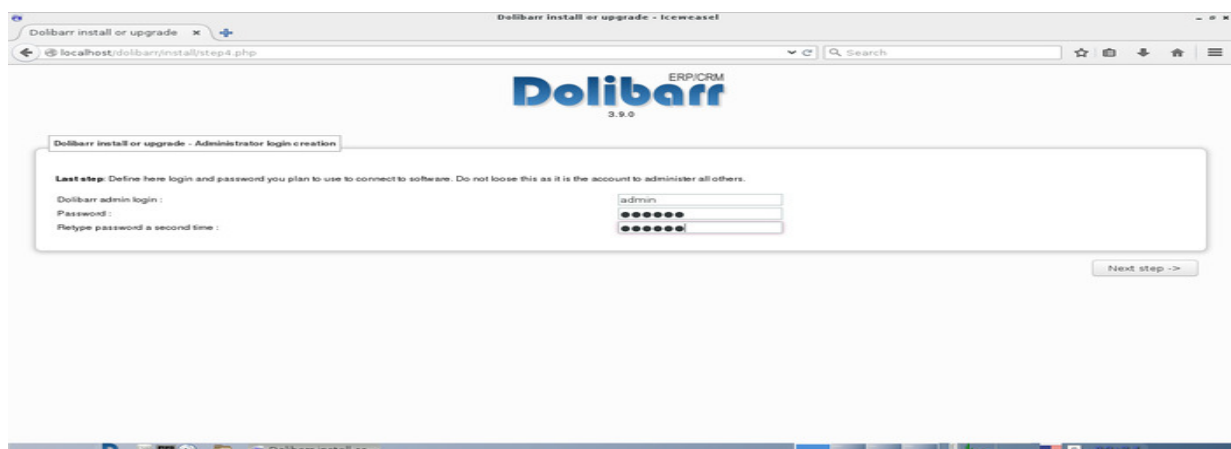 Dolibarr install or upgrade - Iceweasel
Dolibarr install or upgrade
localhost/dolibarr/install/step4.php
Search
Dolibarr
ERP/CRM
3.9.0
Dolibarr install or upgrade - Administrator login creation
Last step: Define here login and password you plan to use to connect to software. Do not loose this as it is the account to administer all others.
Dolibarr admin login :
admin
Password :
Retype password a second time :
Next step ->